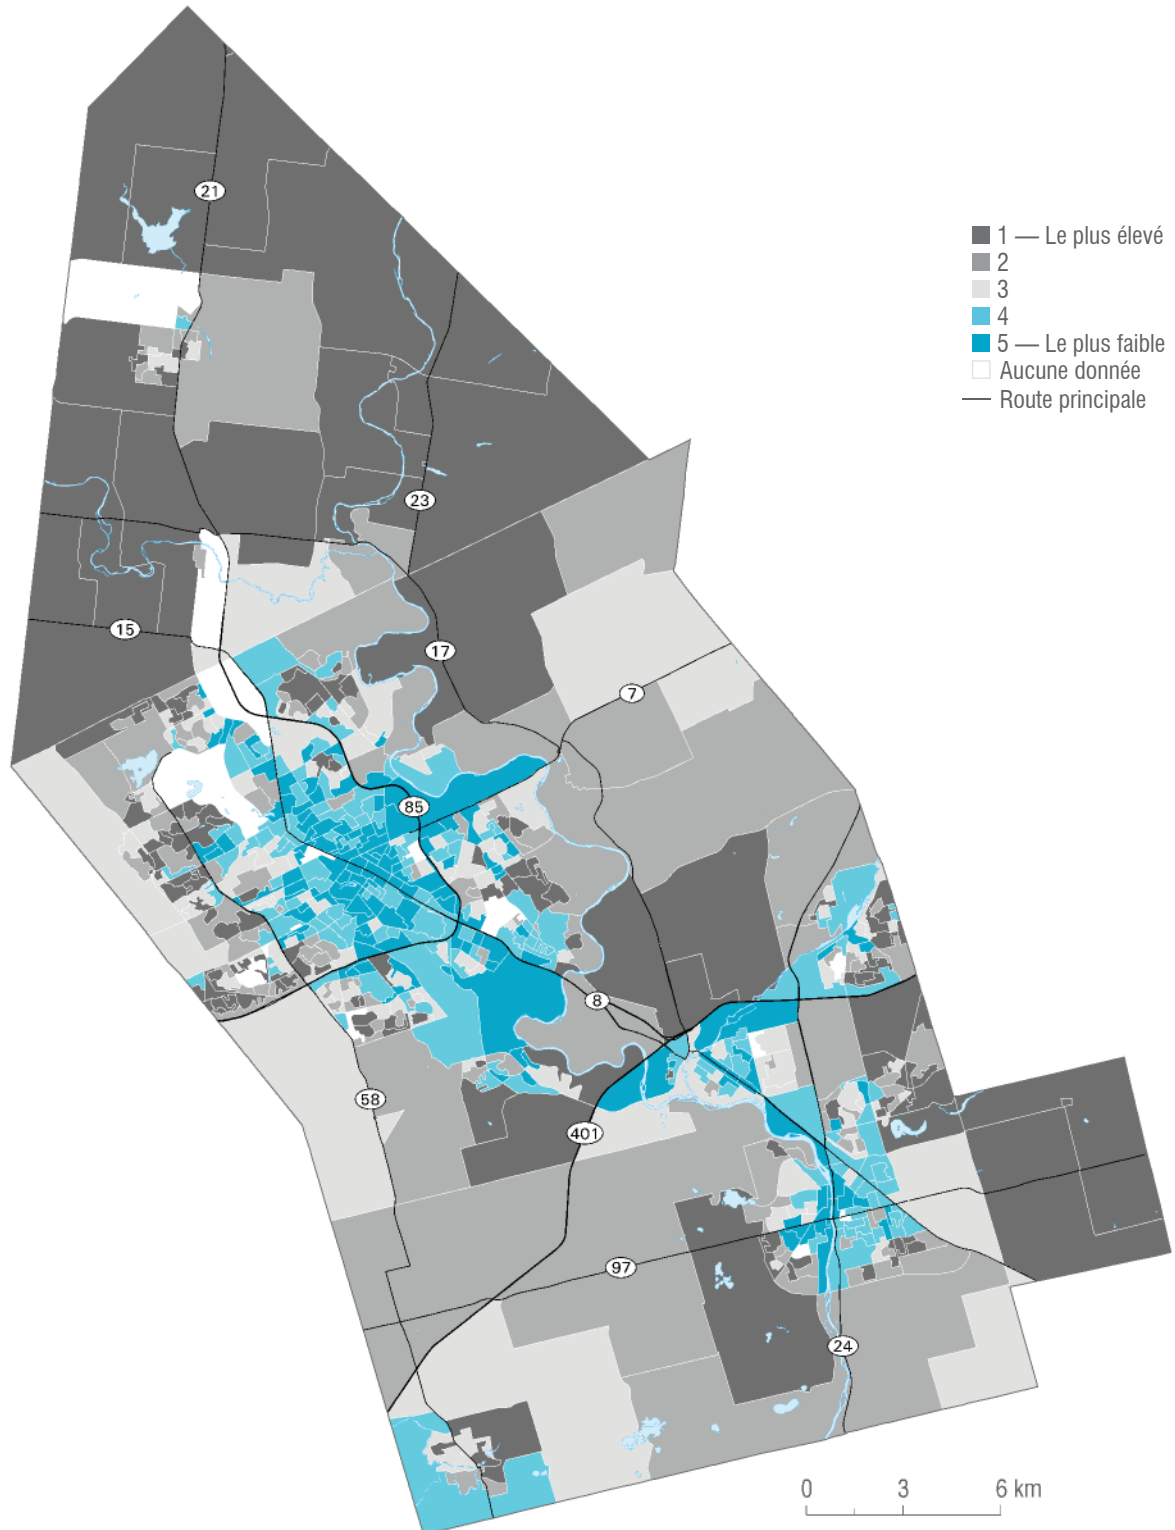 21
1 — Le plus élevé
2
3
4
5 — Le plus faible
Aucune donnée
Route principale
23
15
17
7
85
8
58
401
97
24
0 3 6 km